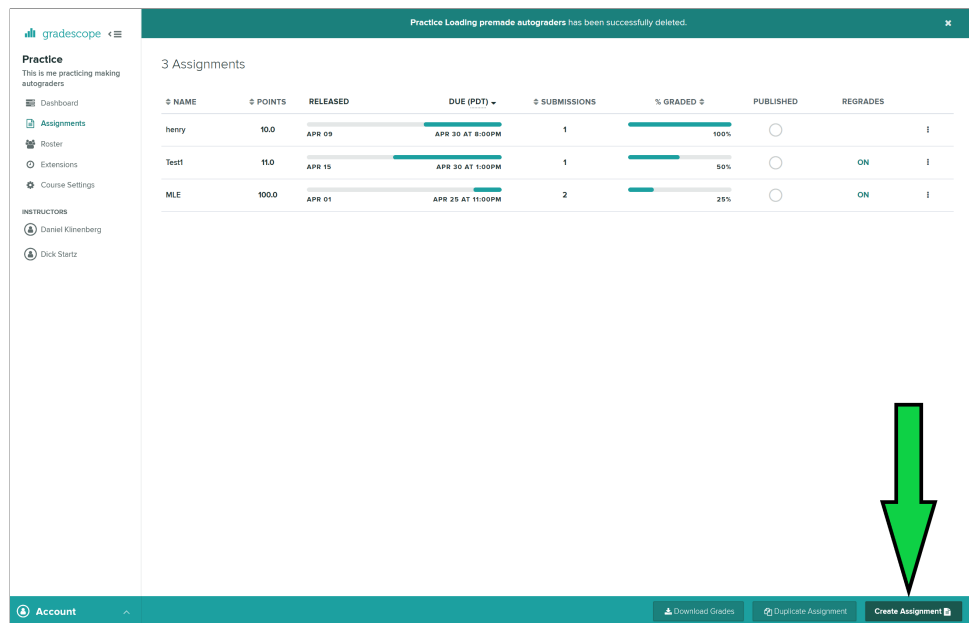 Practice Loading premade autograders has been successfully deleted.
gradescope
Practice
This is me practicing making
autograders
Dashboard
Assignments
Roster
Extensions
Course Settings
INSTRUCTORS
Daniel Klinenberg
Dick Startz
Account
3 Assignments
NAME POINTS RELEASED DUE (PDT) SUBMISSIONS % GRADED PUBLISHED REGRADES
henry 10.0 APR 09 APR 30 AT 8:00PM 1 100%
Test1 11.0 APR 15 APR 30 AT 1:00PM 1 50% ON
MLE 100.0 APR 01 APR 25 AT 11:00PM 2 25% ON
Download Grades Duplicate Assignment Create Assignment